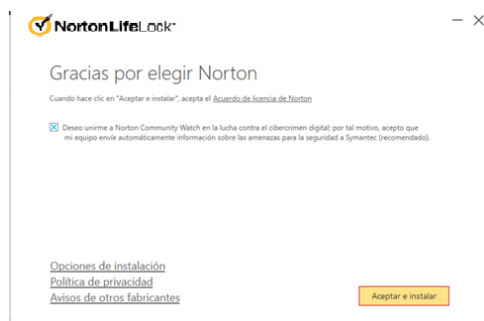 NortonLifeLock™
Gracias por elegir Norton
Cuando hace clic en "Aceptar e instalar", acepta el Acuerdo de licencia de Norton
Deseo unirme a Norton Community Watch en la lucha contra el cibercrimen digital; por tal motivo, acepto que
mi equipo envíe automáticamente información sobre las amenazas para la seguridad a Symantec (recomendado).
Opciones de instalación
Política de privacidad
Avisos de otros fabricantes
Aceptar e instalar